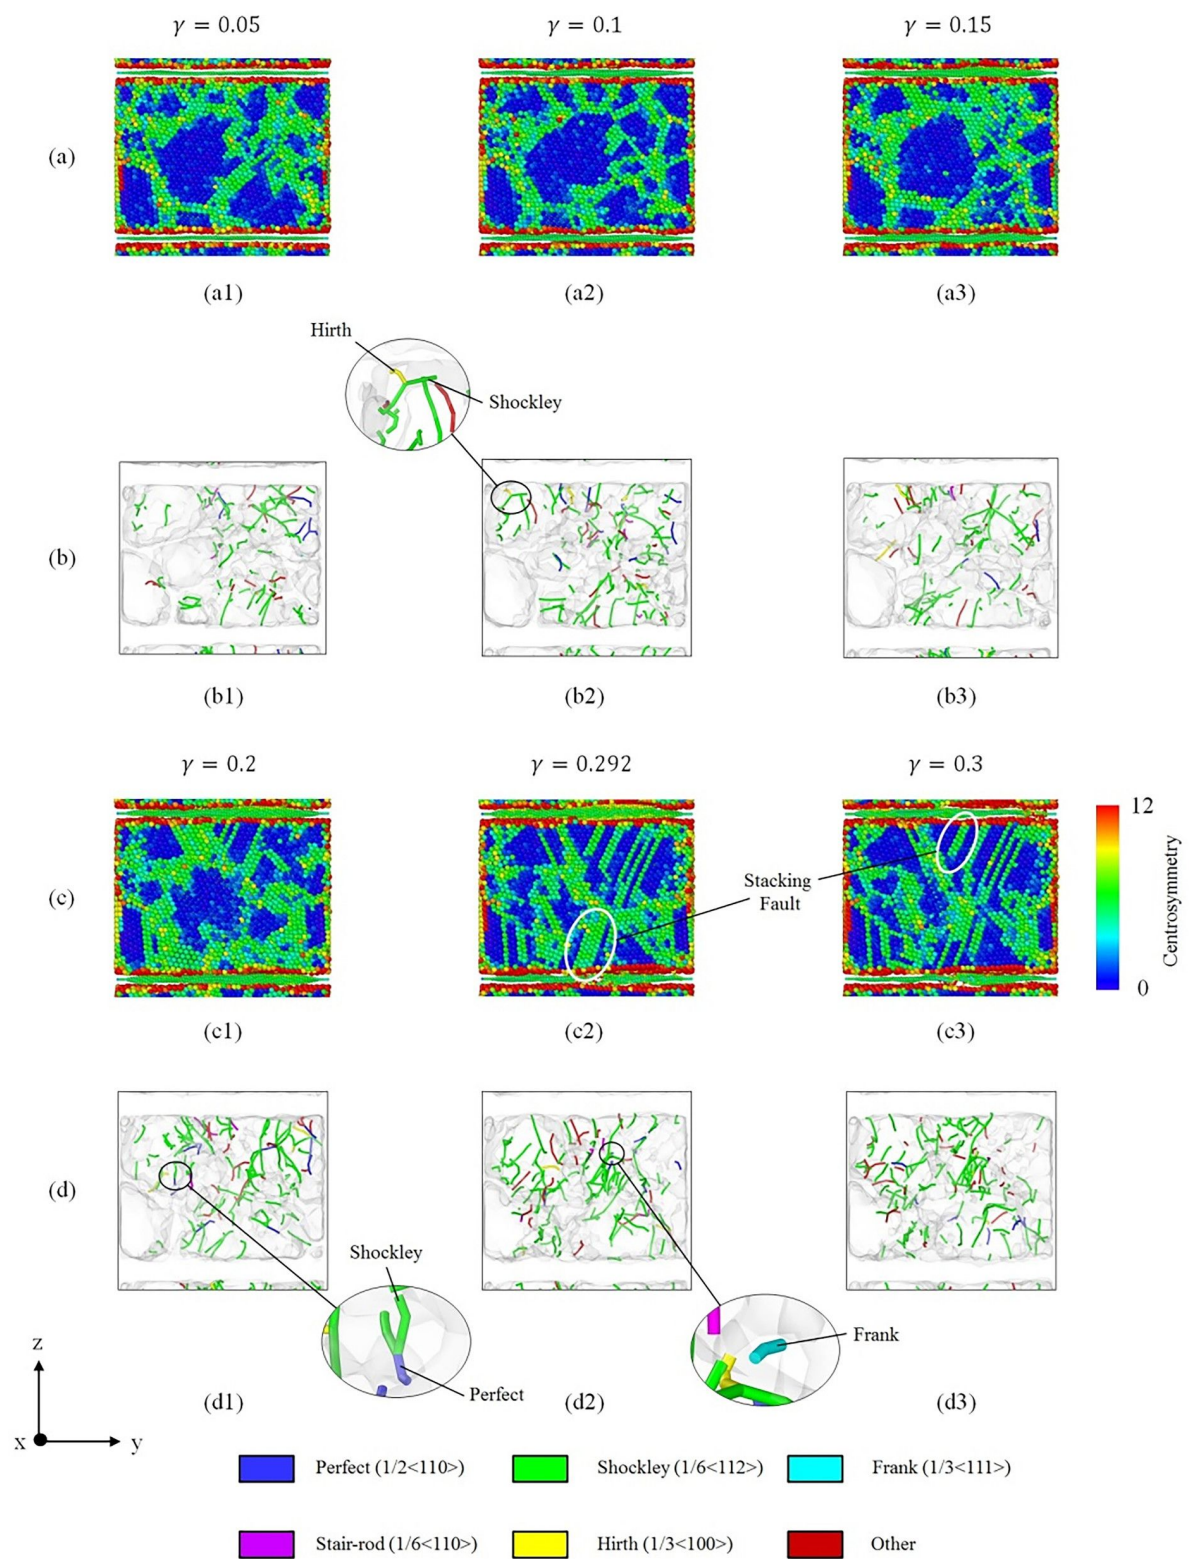 γ = 0.05 γ = 0.1 γ = 0.15
(a)
(a1) (a2) (a3)
Hirth
Shockley
(b)
(b1) (b2) (b3)
γ = 0.2 γ = 0.292 γ = 0.3
12
Stacking
Fault
(c)
Centrosymmetry
0
(c1) (c2) (c3)
(d)
Shockley
Frank
z
Perfect
(d1) (d2) (d3)
x y
Perfect (1/2<110>) Shockley (1/6<112>) Frank (1/3<111>)
Stair-rod (1/6<110>) Hirth (1/3<100>) Other